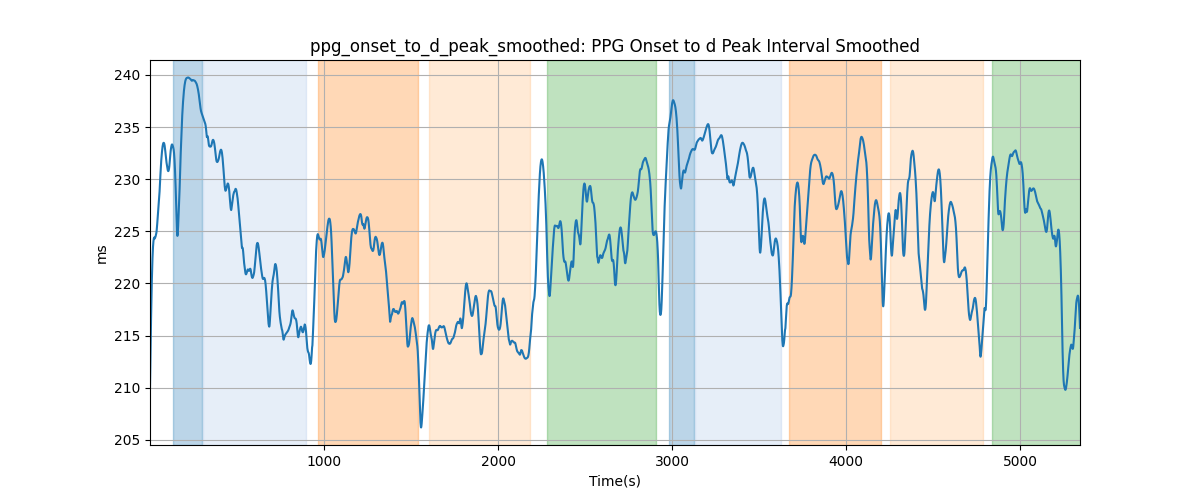 ppg_onset_to_d_peak_smoothed: PPG Onset to d Peak Interval Smoothed
240
235
230
225
220
215
210
205
ms
1000 2000 3000 4000 5000
Time(s)